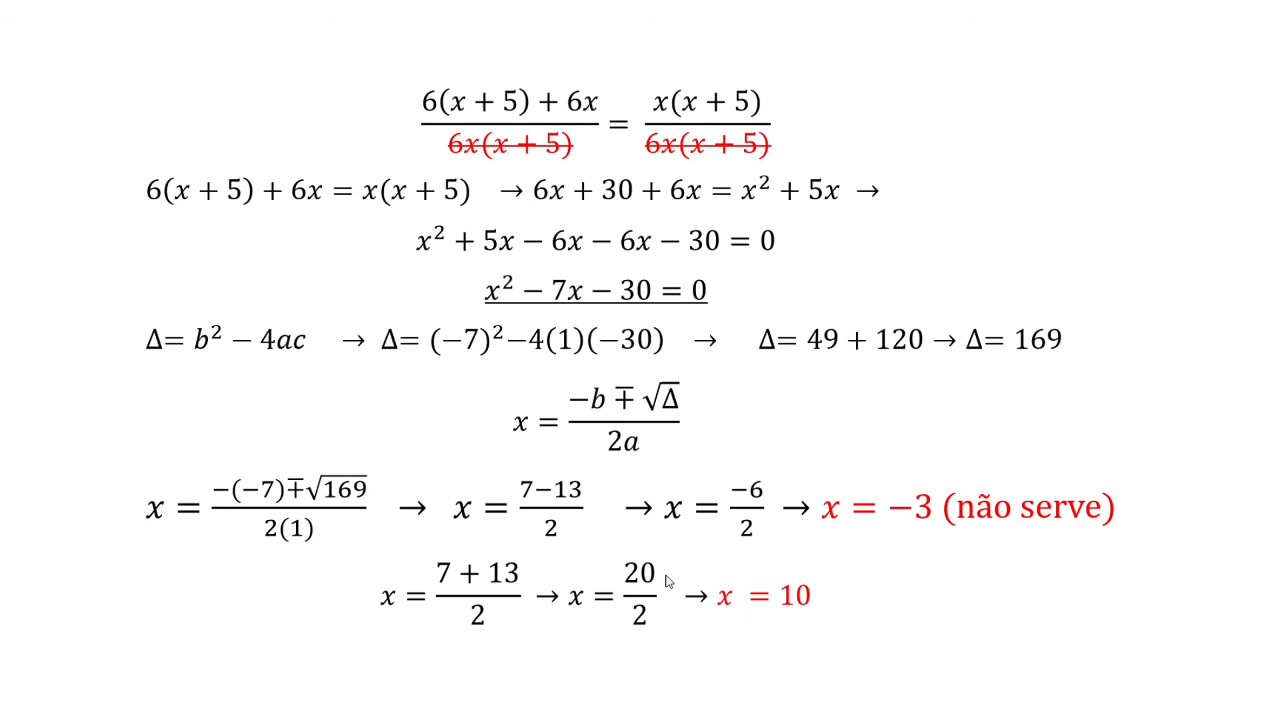 6(x + 5) + 6x / 6x(x + 5) = x(x + 5) / 6x(x + 5)
6(x + 5) + 6x = x(x + 5) → 6x + 30 + 6x = x² + 5x →
x² + 5x − 6x − 6x − 30 = 0
x² − 7x − 30 = 0
Δ= b² − 4ac → Δ= (−7)²−4(1)(−30) → Δ= 49 + 120 → Δ= 169
x = −b ∓ √Δ / 2a
x = −(−7)∓√169 / 2(1) → x = 7−13 / 2 → x = −6 / 2 → x = −3 (não serve)
x = 7 + 13 / 2 → x = 20 / 2 → x = 10